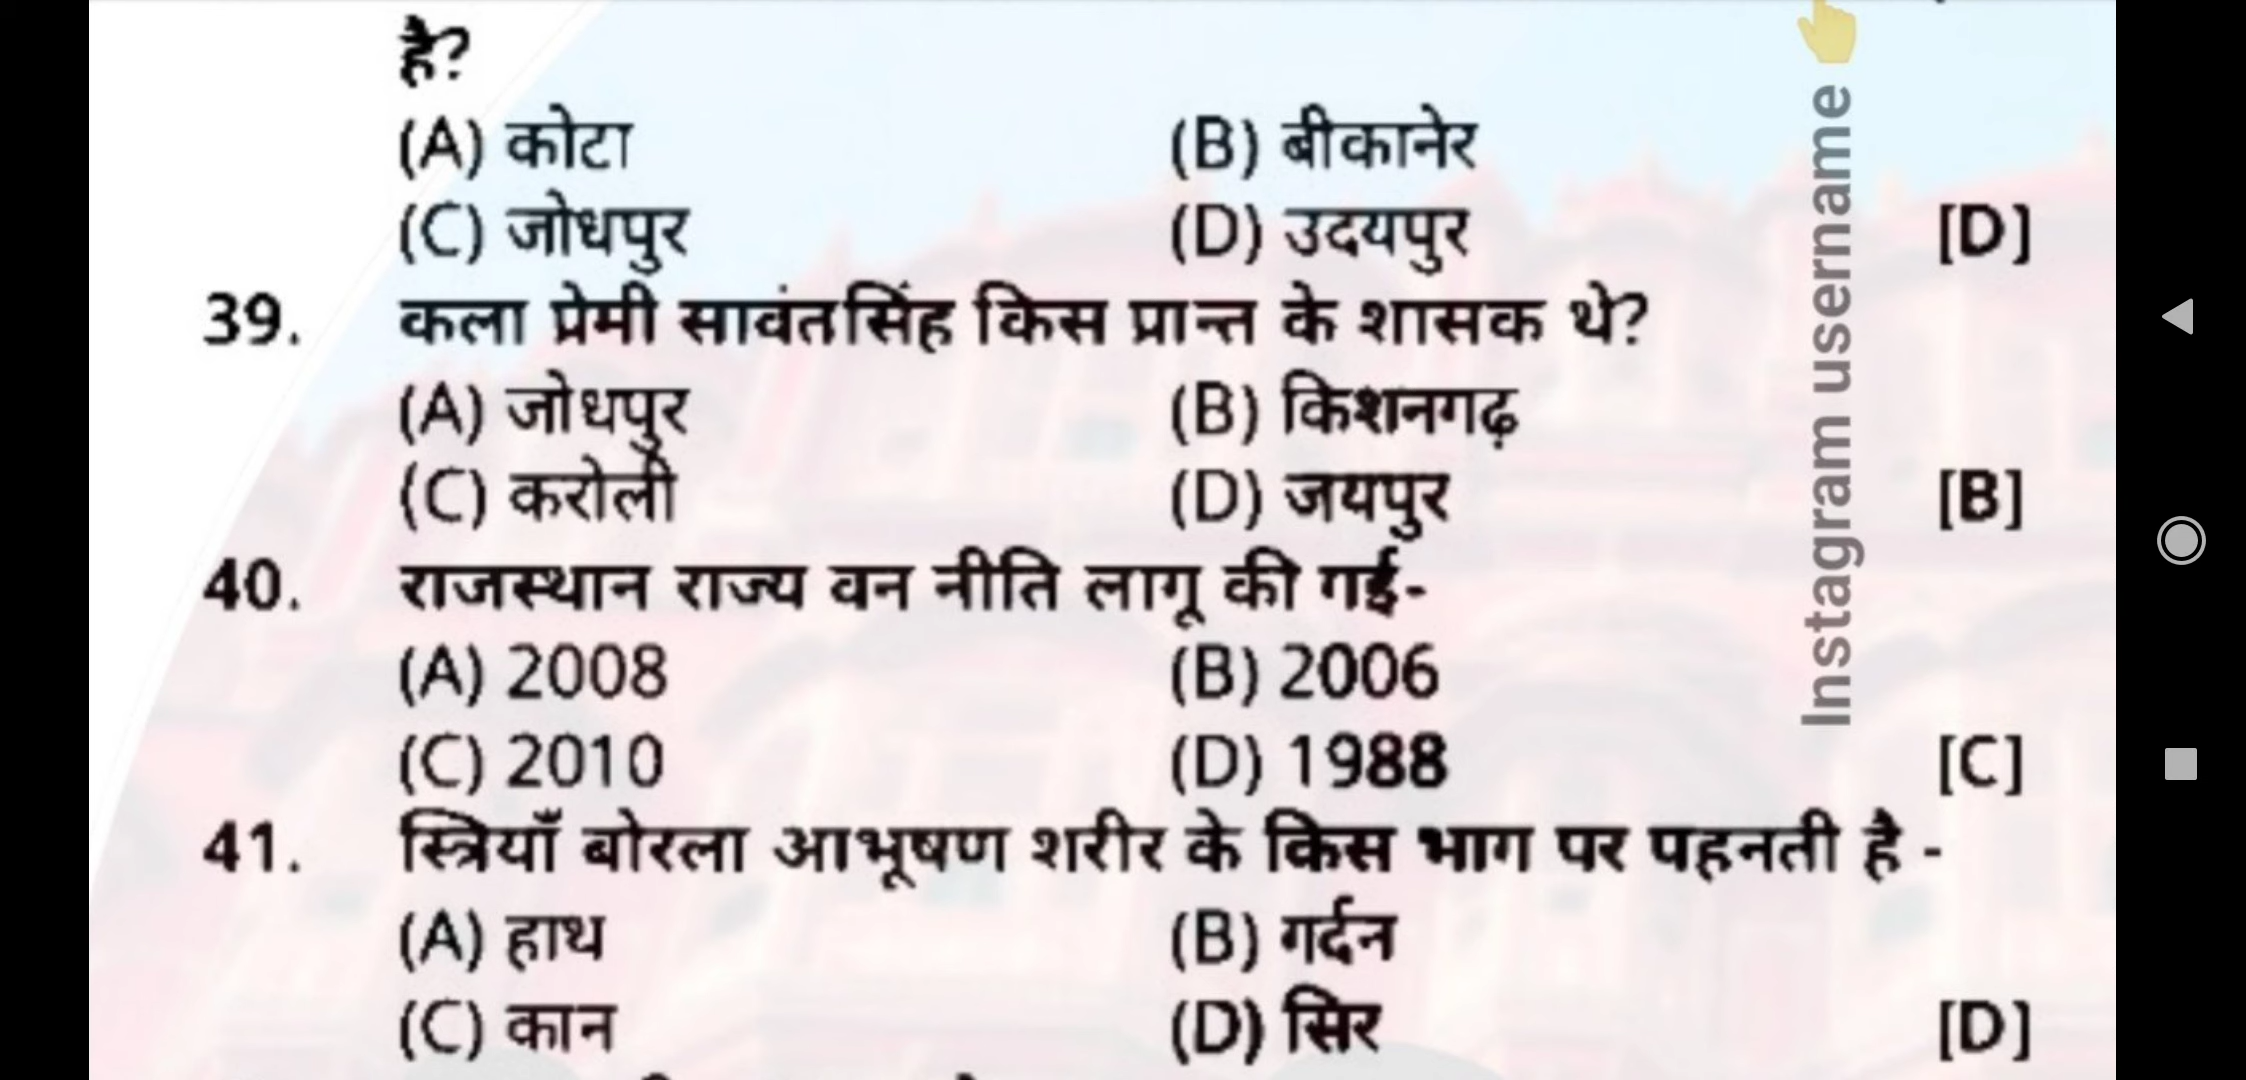 है?
(A) कोटा (B) बीकानेर
(C) जोधपुर (D) उदयपुर [D]
39. कला प्रेमी सावंतसिंह किस प्रान्त के शासक थे?
(A) जोधपुर (B) किशनगढ़
(C) करोली (D) जयपुर [B]
40. राजस्थान राज्य वन नीति लागू की गई-
(A) 2008 (B) 2006
(C) 2010 (D) 1988 [C]
41. स्त्रियाँ बोरला आभूषण शरीर के किस भाग पर पहनती है -
(A) हाथ (B) गर्दन
(C) कान (D) सिर [D]
Instagram username